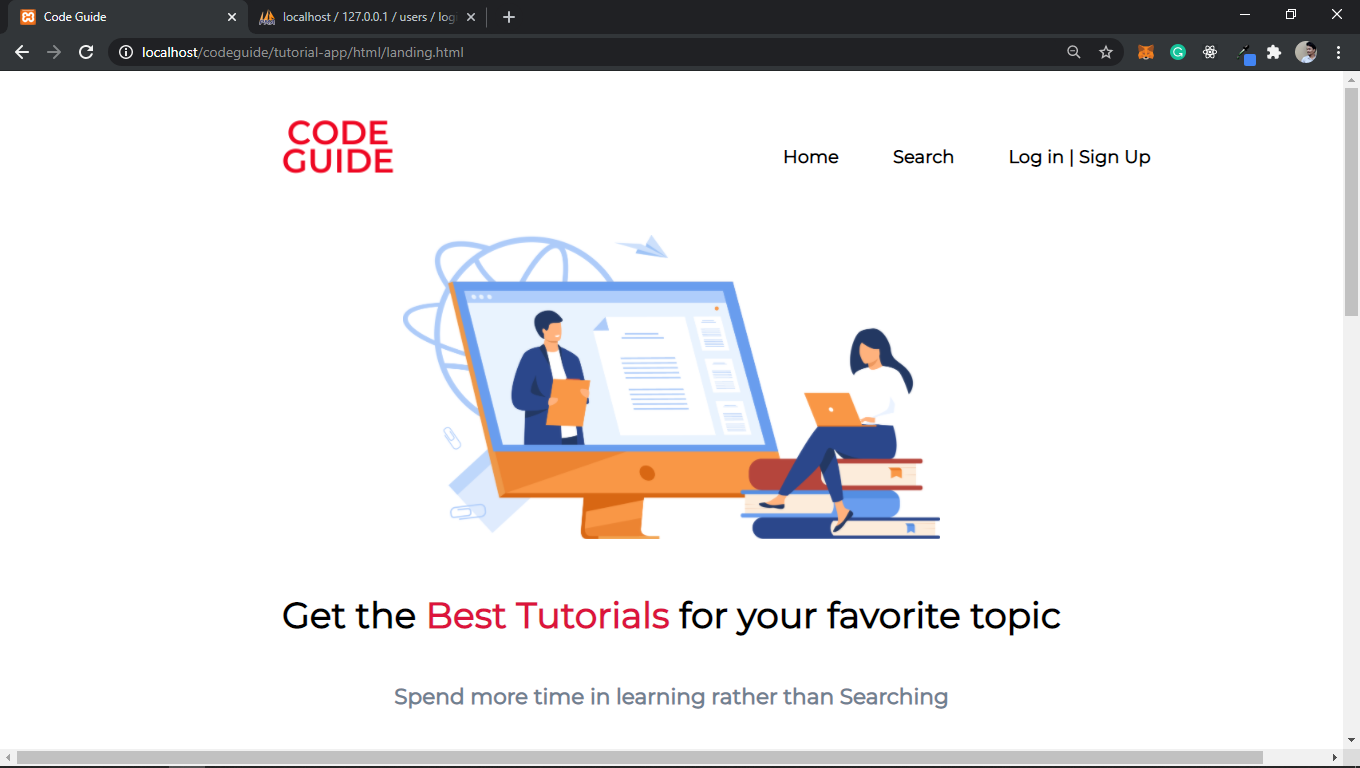 Code Guide
localhost / 127.0.0.1 / users / log
localhost/codeguide/tutorial-app/html/landing.html
CODE
GUIDE
Home
Search
Log in | Sign Up
Get the Best Tutorials for your favorite topic
Spend more time in learning rather than Searching